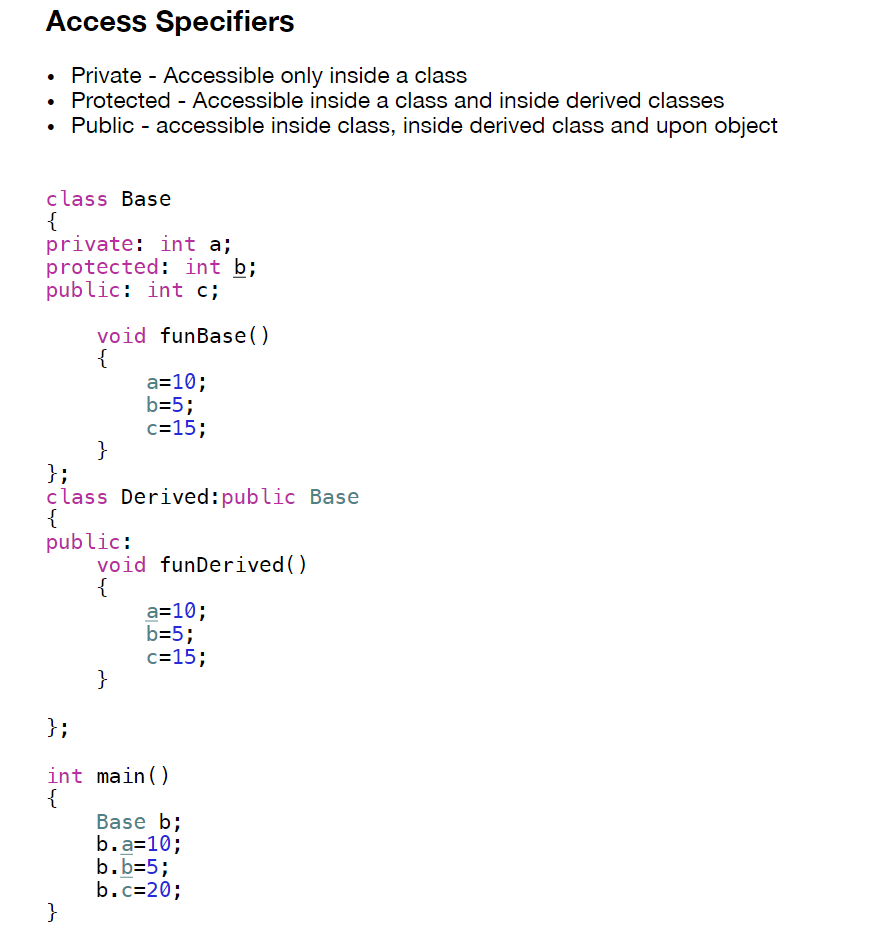 Access Specifiers
• Private - Accessible only inside a class
• Protected - Accessible inside a class and inside derived classes
• Public - accessible inside class, inside derived class and upon object
class Base
{
private: int a;
protected: int b;
public: int c;
void funBase()
{
a=10;
b=5;
c=15;
}
};
class Derived:public Base
{
public:
void funDerived()
{
a=10;
b=5;
c=15;
}
};
int main()
{
Base b;
b.a=10;
b.b=5;
b.c=20;
}